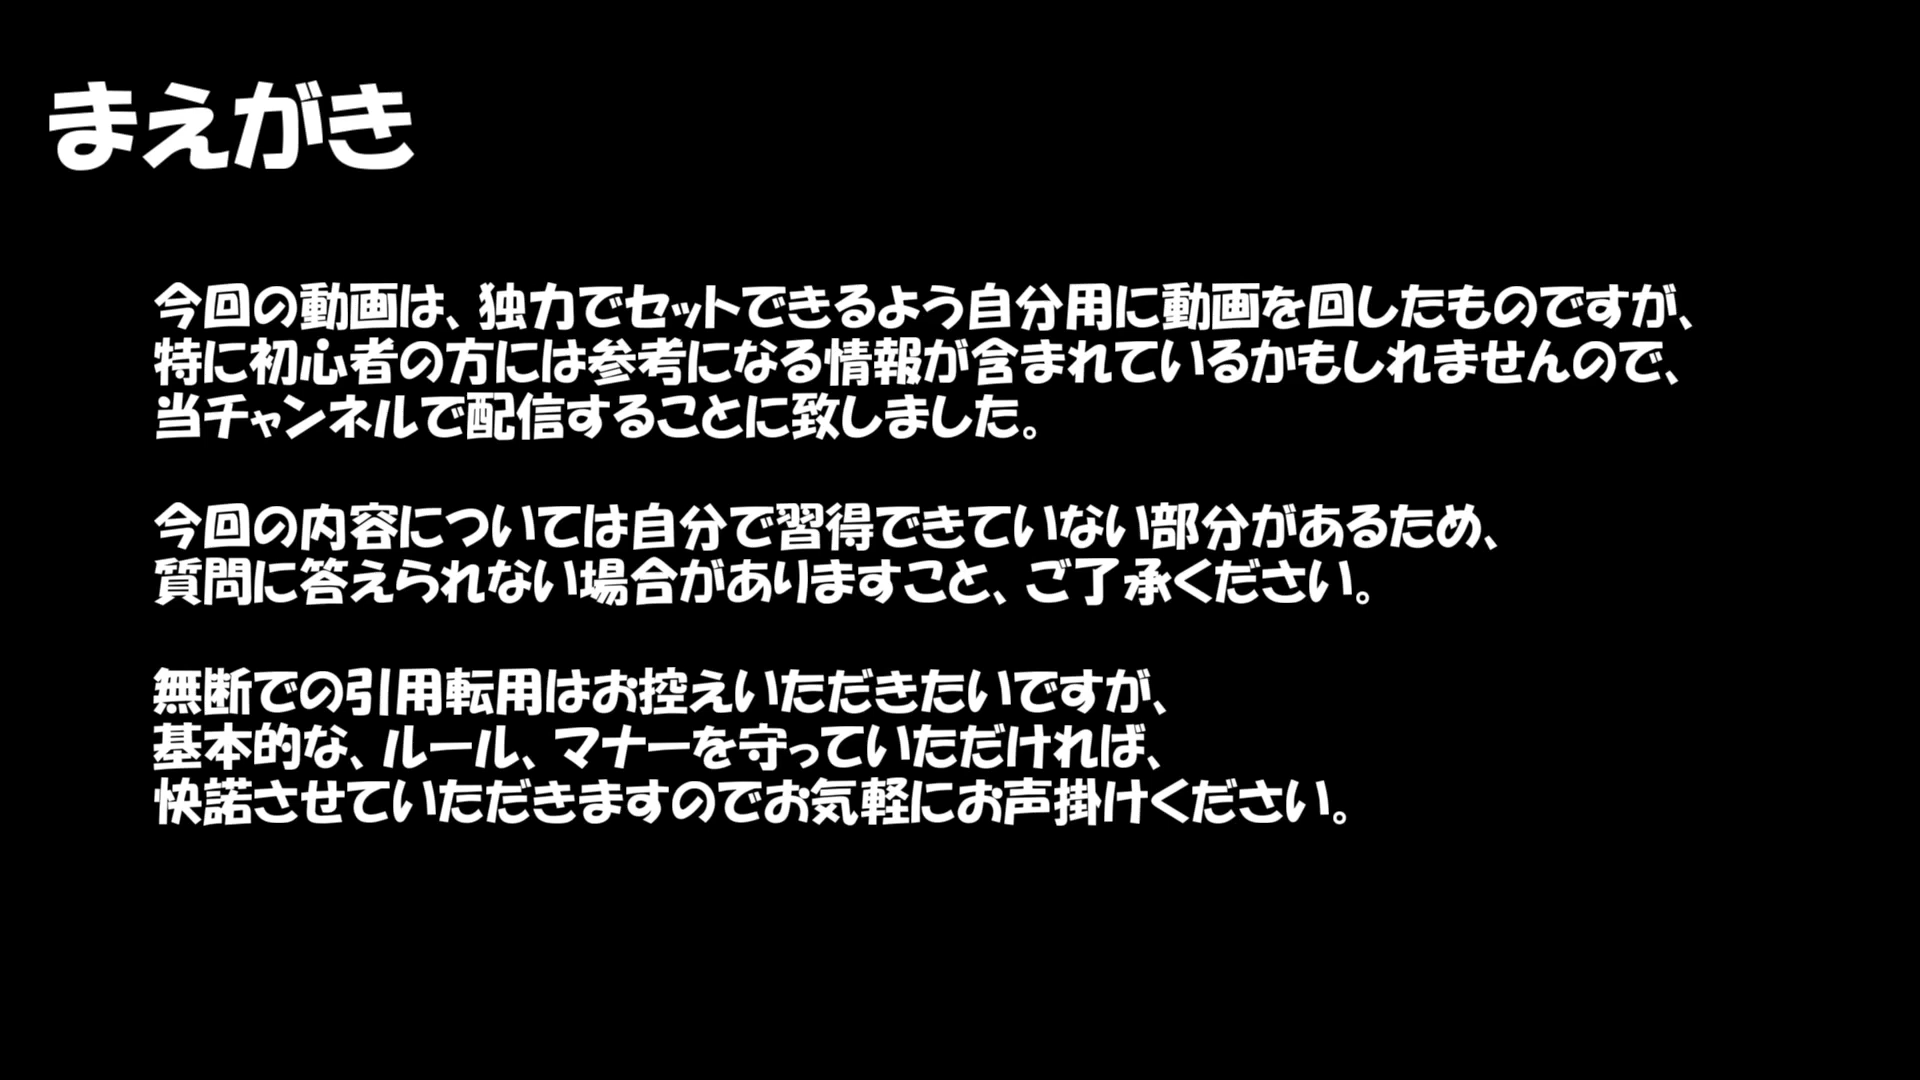 まえがき
今回の動画は、独力でセットできるよう自分用に動画を回したものですが、
特に初心者の方には参考になる情報が含まれているかもしれませんので、
当チャンネルで配信することに致しました。
今回の内容については自分で習得できていない部分があるため、
質問に答えられない場合がありますこと、ご了承ください。
無断での引用転用はお控えいただきたいですが、
基本的な、ルール、マナーを守っていただければ、
快諾させていただきますのでお気軽にお声掛けください。